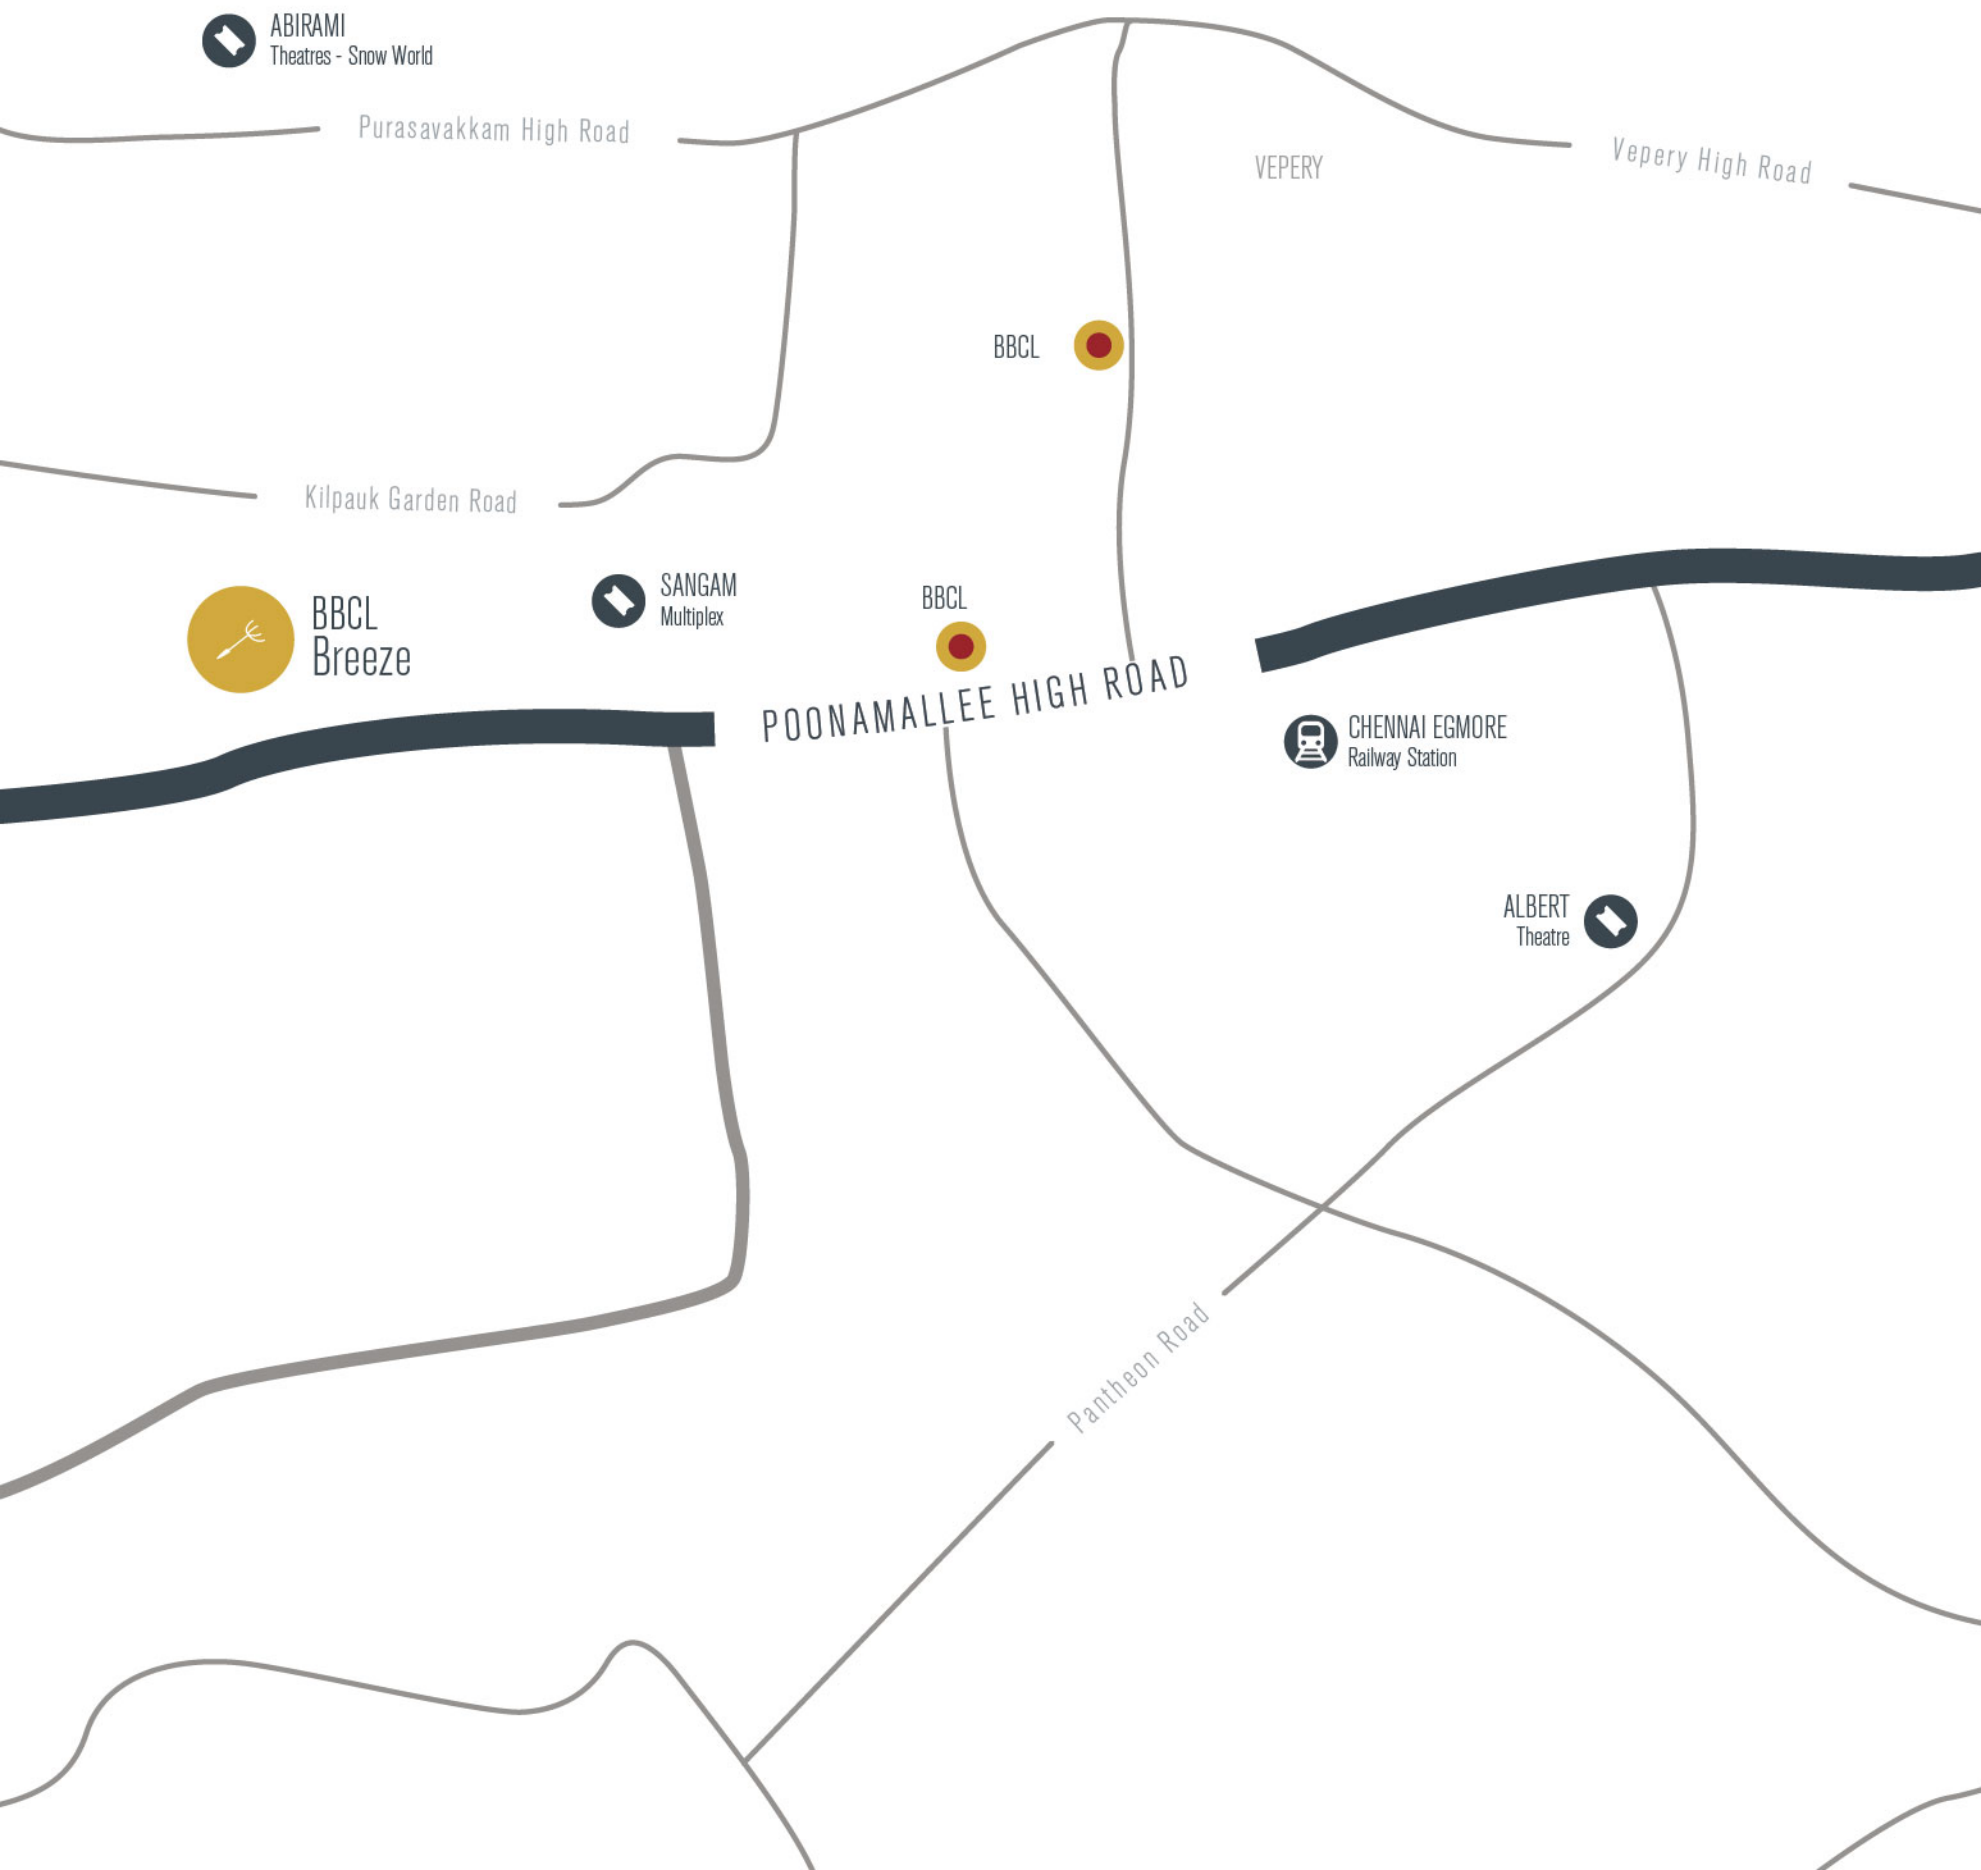 ABIRAMI
Theatres - Snow World
Purasavakkam High Road
Vepery High Road
VEPERY
BBCL
Kilpauk Garden Road
BBCL
Breeze
SANGAM
Multiplex
BBCL
POONAMALLEE HIGH ROAD
CHENNAI EGMORE
Railway Station
ALBERT
Theatre
Pantheon Road